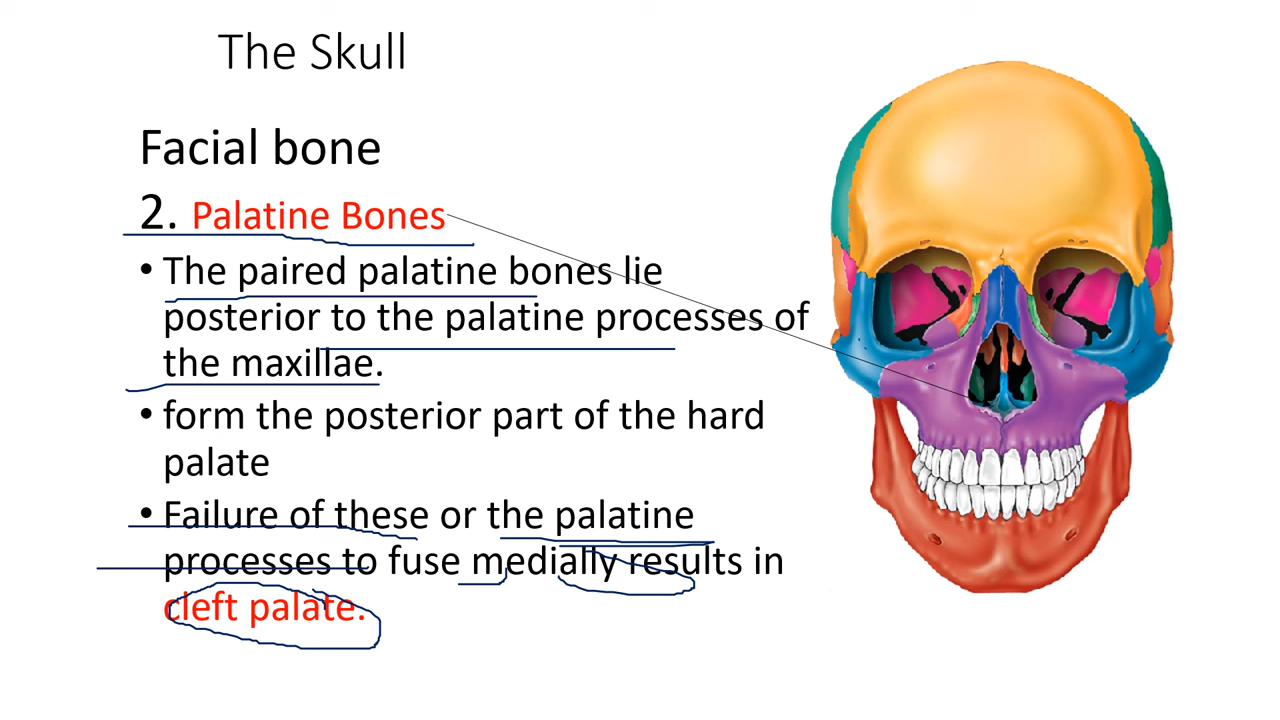 The Skull
Facial bone
2. Palatine Bones
• The paired palatine bones lie
posterior to the palatine processes of
the maxillae.
• form the posterior part of the hard
palate
• Failure of these or the palatine
processes to fuse medially results in
cleft palate.